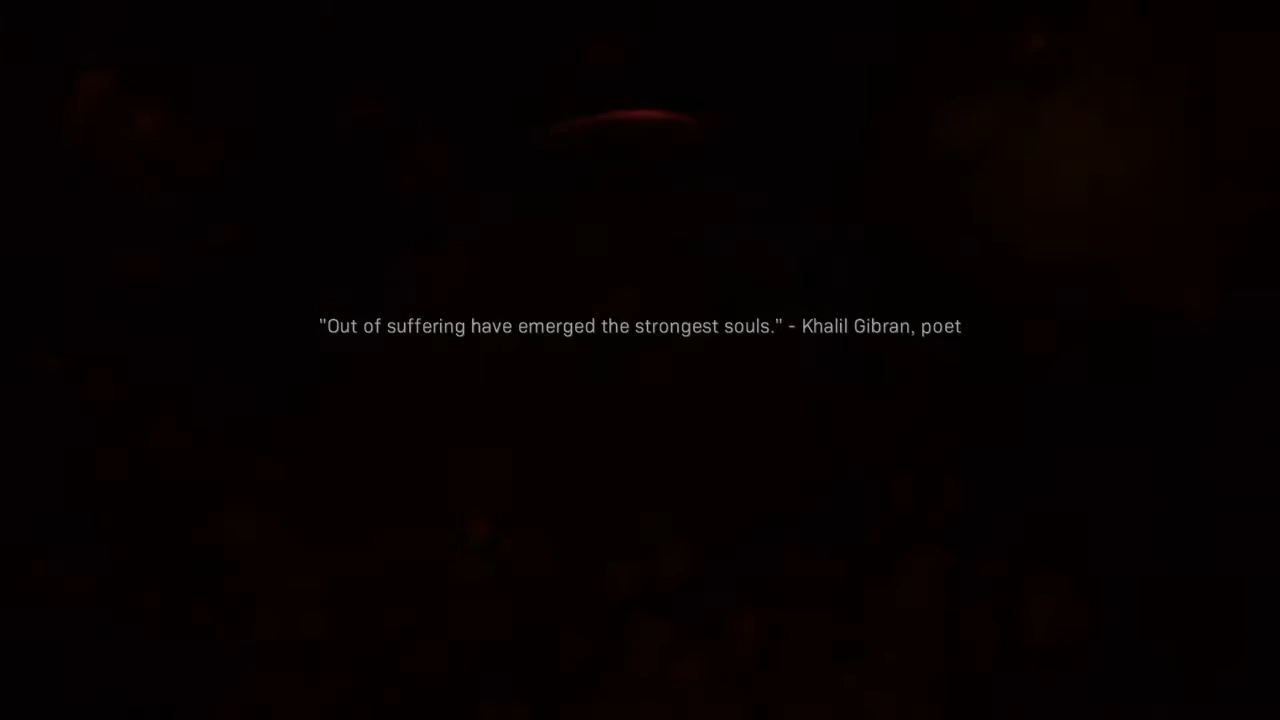 "Out of suffering have emerged the strongest souls." - Khalil Gibran, poet